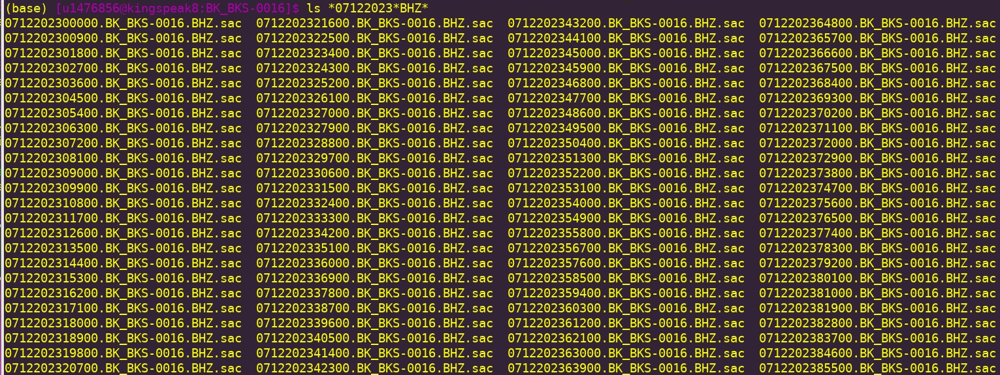 (base) [u1476856@kingspeak8:BK_BKS-0016]$ ls *07122023*BHZ*
0712202300000.BK_BKS-0016.BHZ.sac  0712202321600.BK_BKS-0016.BHZ.sac  0712202343200.BK_BKS-0016.BHZ.sac  0712202364800.BK_BKS-0016.BHZ.sac
0712202300900.BK_BKS-0016.BHZ.sac  0712202322500.BK_BKS-0016.BHZ.sac  0712202344100.BK_BKS-0016.BHZ.sac  0712202365700.BK_BKS-0016.BHZ.sac
0712202301800.BK_BKS-0016.BHZ.sac  0712202323400.BK_BKS-0016.BHZ.sac  0712202345000.BK_BKS-0016.BHZ.sac  0712202366600.BK_BKS-0016.BHZ.sac
0712202302700.BK_BKS-0016.BHZ.sac  0712202324300.BK_BKS-0016.BHZ.sac  0712202345900.BK_BKS-0016.BHZ.sac  0712202367500.BK_BKS-0016.BHZ.sac
0712202303600.BK_BKS-0016.BHZ.sac  0712202325200.BK_BKS-0016.BHZ.sac  0712202346800.BK_BKS-0016.BHZ.sac  0712202368400.BK_BKS-0016.BHZ.sac
0712202304500.BK_BKS-0016.BHZ.sac  0712202326100.BK_BKS-0016.BHZ.sac  0712202347700.BK_BKS-0016.BHZ.sac  0712202369300.BK_BKS-0016.BHZ.sac
0712202305400.BK_BKS-0016.BHZ.sac  0712202327000.BK_BKS-0016.BHZ.sac  0712202348600.BK_BKS-0016.BHZ.sac  0712202370200.BK_BKS-0016.BHZ.sac
0712202306300.BK_BKS-0016.BHZ.sac  0712202327900.BK_BKS-0016.BHZ.sac  0712202349500.BK_BKS-0016.BHZ.sac  0712202371100.BK_BKS-0016.BHZ.sac
0712202307200.BK_BKS-0016.BHZ.sac  0712202328800.BK_BKS-0016.BHZ.sac  0712202350400.BK_BKS-0016.BHZ.sac  0712202372000.BK_BKS-0016.BHZ.sac
0712202308100.BK_BKS-0016.BHZ.sac  0712202329700.BK_BKS-0016.BHZ.sac  0712202351300.BK_BKS-0016.BHZ.sac  0712202372900.BK_BKS-0016.BHZ.sac
0712202309000.BK_BKS-0016.BHZ.sac  0712202330600.BK_BKS-0016.BHZ.sac  0712202352200.BK_BKS-0016.BHZ.sac  0712202373800.BK_BKS-0016.BHZ.sac
0712202309900.BK_BKS-0016.BHZ.sac  0712202331500.BK_BKS-0016.BHZ.sac  0712202353100.BK_BKS-0016.BHZ.sac  0712202374700.BK_BKS-0016.BHZ.sac
0712202310800.BK_BKS-0016.BHZ.sac  0712202332400.BK_BKS-0016.BHZ.sac  0712202354000.BK_BKS-0016.BHZ.sac  0712202375600.BK_BKS-0016.BHZ.sac
0712202311700.BK_BKS-0016.BHZ.sac  0712202333300.BK_BKS-0016.BHZ.sac  0712202354900.BK_BKS-0016.BHZ.sac  0712202376500.BK_BKS-0016.BHZ.sac
0712202312600.BK_BKS-0016.BHZ.sac  0712202334200.BK_BKS-0016.BHZ.sac  0712202355800.BK_BKS-0016.BHZ.sac  0712202377400.BK_BKS-0016.BHZ.sac
0712202313500.BK_BKS-0016.BHZ.sac  0712202335100.BK_BKS-0016.BHZ.sac  0712202356700.BK_BKS-0016.BHZ.sac  0712202378300.BK_BKS-0016.BHZ.sac
0712202314400.BK_BKS-0016.BHZ.sac  0712202336000.BK_BKS-0016.BHZ.sac  0712202357600.BK_BKS-0016.BHZ.sac  0712202379200.BK_BKS-0016.BHZ.sac
0712202315300.BK_BKS-0016.BHZ.sac  0712202336900.BK_BKS-0016.BHZ.sac  0712202358500.BK_BKS-0016.BHZ.sac  0712202380100.BK_BKS-0016.BHZ.sac
0712202316200.BK_BKS-0016.BHZ.sac  0712202337800.BK_BKS-0016.BHZ.sac  0712202359400.BK_BKS-0016.BHZ.sac  0712202381000.BK_BKS-0016.BHZ.sac
0712202317100.BK_BKS-0016.BHZ.sac  0712202338700.BK_BKS-0016.BHZ.sac  0712202360300.BK_BKS-0016.BHZ.sac  0712202381900.BK_BKS-0016.BHZ.sac
0712202318000.BK_BKS-0016.BHZ.sac  0712202339600.BK_BKS-0016.BHZ.sac  0712202361200.BK_BKS-0016.BHZ.sac  0712202382800.BK_BKS-0016.BHZ.sac
0712202318900.BK_BKS-0016.BHZ.sac  0712202340500.BK_BKS-0016.BHZ.sac  0712202362100.BK_BKS-0016.BHZ.sac  0712202383700.BK_BKS-0016.BHZ.sac
0712202319800.BK_BKS-0016.BHZ.sac  0712202341400.BK_BKS-0016.BHZ.sac  0712202363000.BK_BKS-0016.BHZ.sac  0712202384600.BK_BKS-0016.BHZ.sac
0712202320700.BK_BKS-0016.BHZ.sac  0712202342300.BK_BKS-0016.BHZ.sac  0712202363900.BK_BKS-0016.BHZ.sac  0712202385500.BK_BKS-0016.BHZ.sac